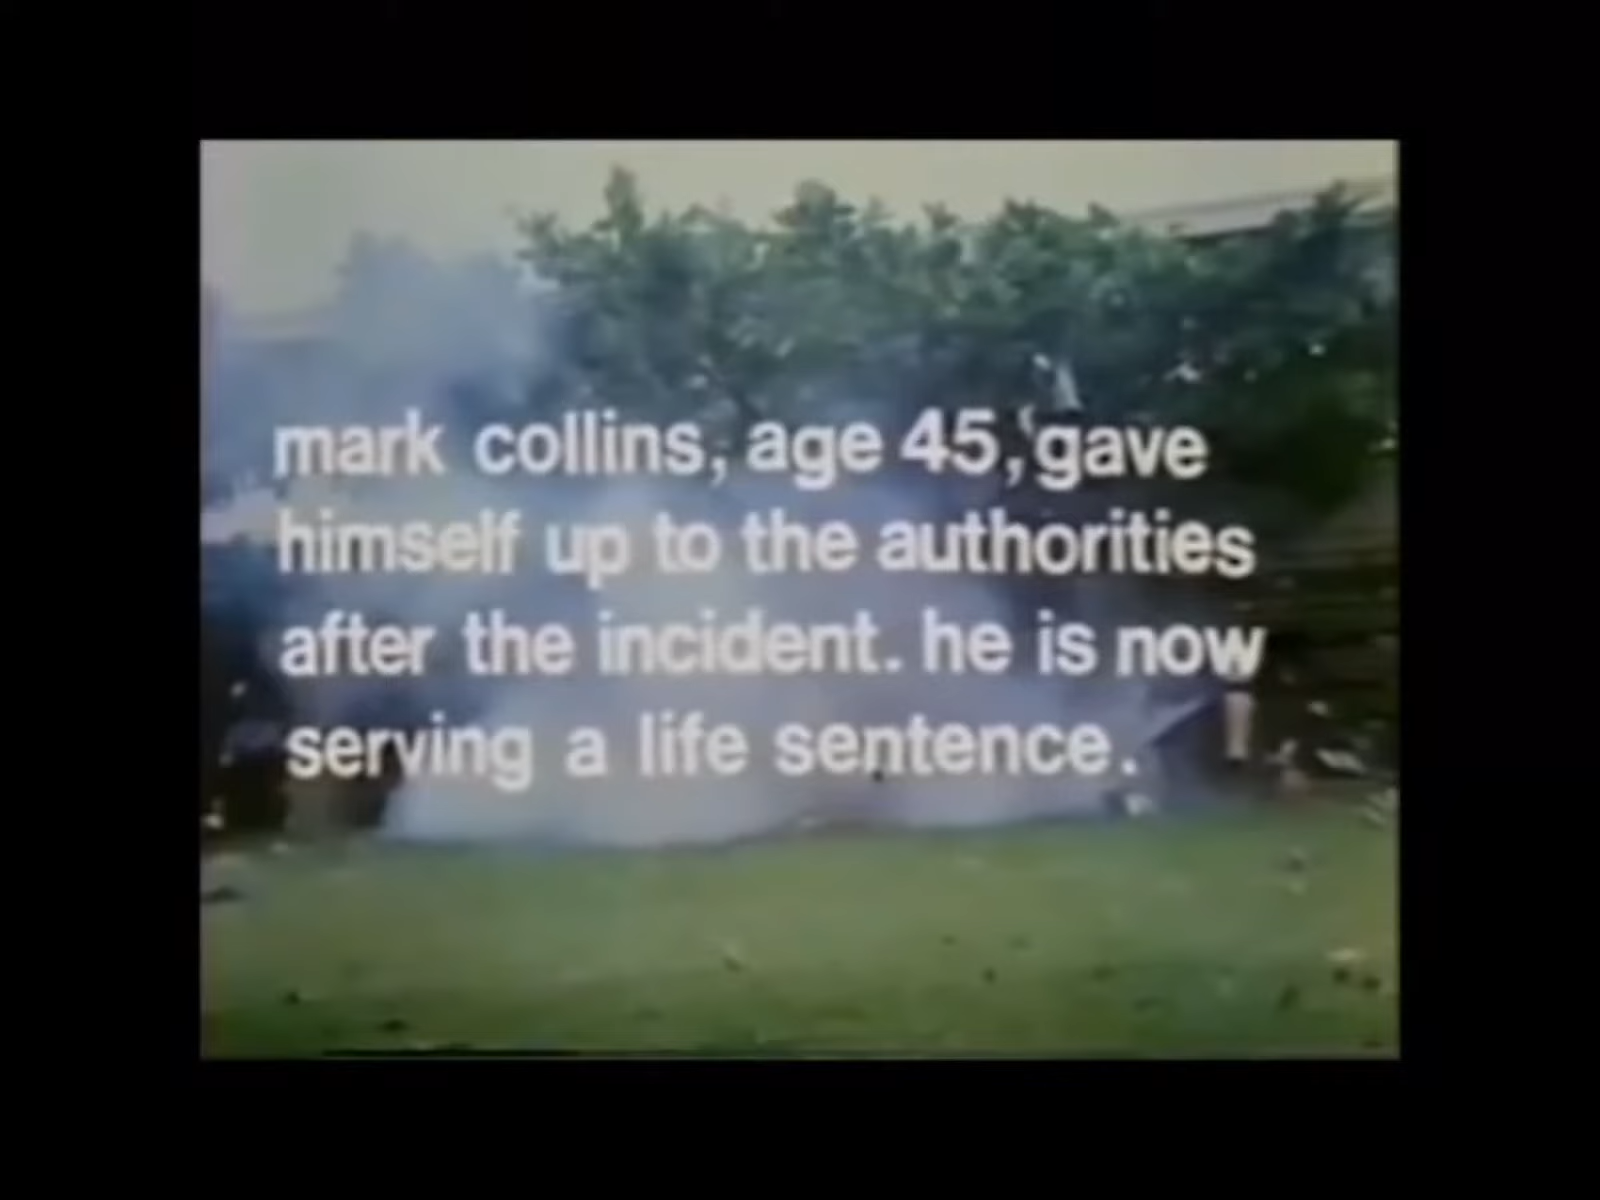 mark collins, age 45, gave
himself up to the authorities
after the incident. he is now
serving a life sentence.